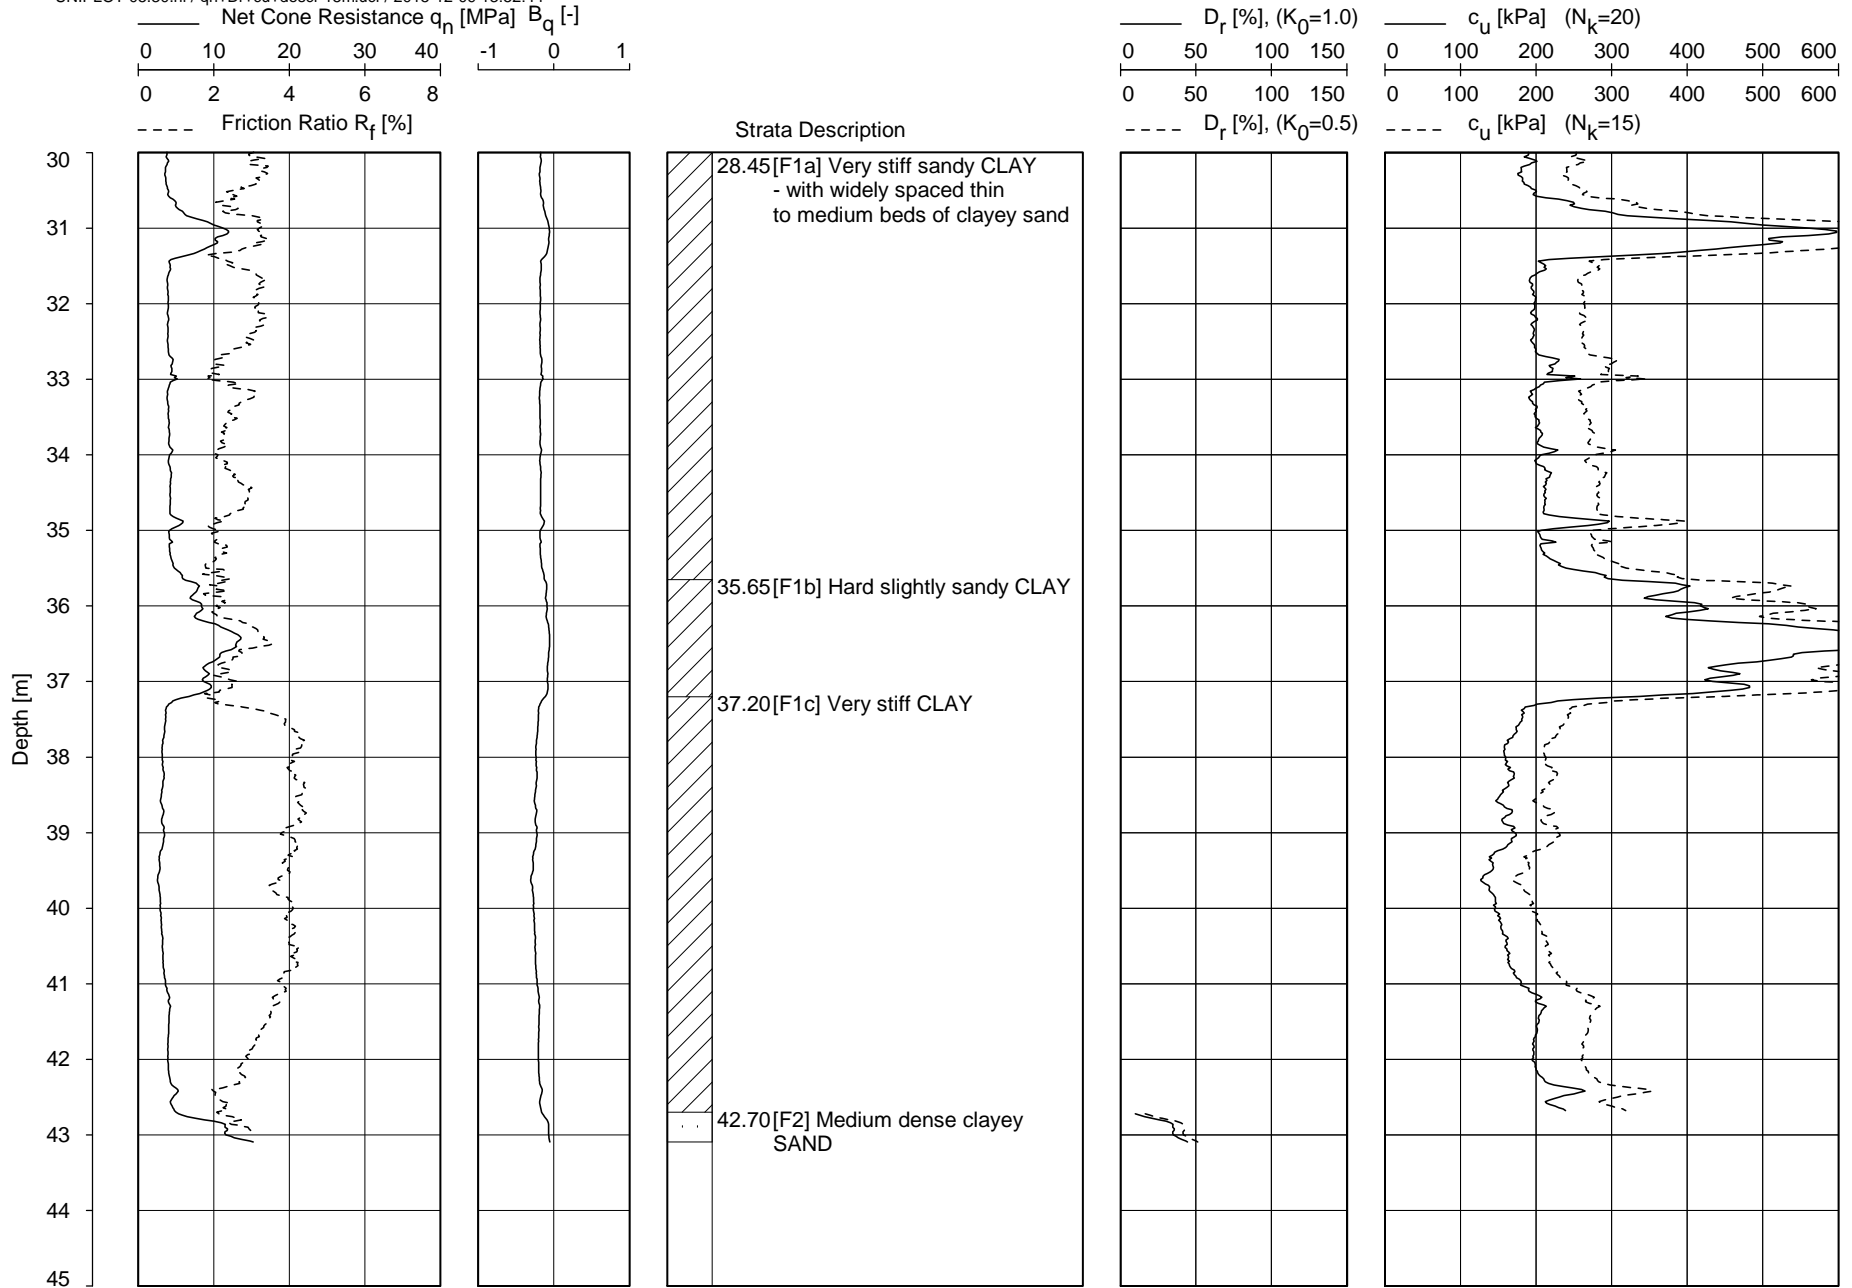 Net Cone Resistance qn [MPa] Bq [-] Dr [%], (K0=1.0) cu [kPa] (Nk=20)
0 10 20 30 40 -1 0 1 0 50 100 150 100 200 300 400 500 600
0 2 4 6 8 0 50 100 150 0 100 200 300 400 500 600
Friction Ratio Rf [%] Strata Description Dr [%], (K0=0.5) cu [kPa] (Nk=15)
30
28.45 [F1a] Very stiff sandy CLAY
- with widely spaced thin
to medium beds of clayey sand
31
32
33
34
35
35.65 [F1b] Hard slightly sandy CLAY
36
37
37.20 [F1c] Very stiff CLAY
Depth [m]
38
39
40
41
42
42.70 [F2] Medium dense clayey
SAND
43
44
45